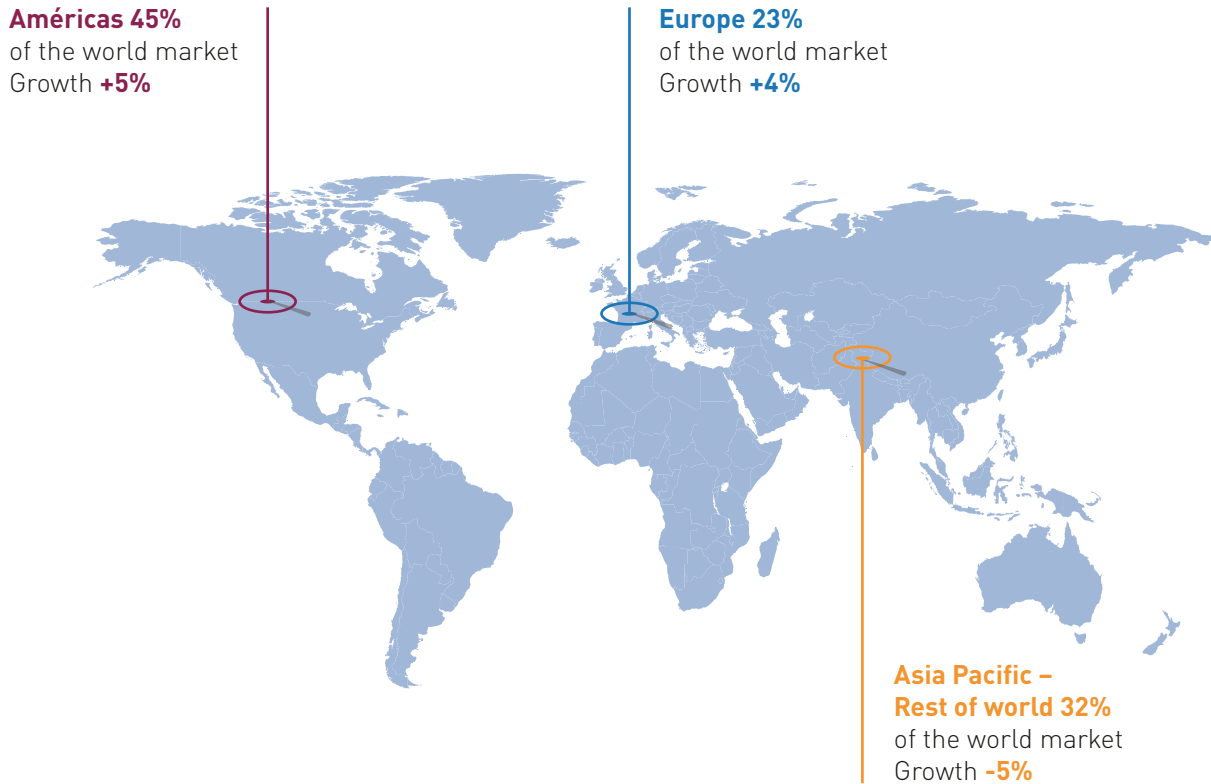 Américas 45%
of the world market
Growth +5%
Europe 23%
of the world market
Growth +4%
Asia Pacific –
Rest of world 32%
of the world market
Growth -5%